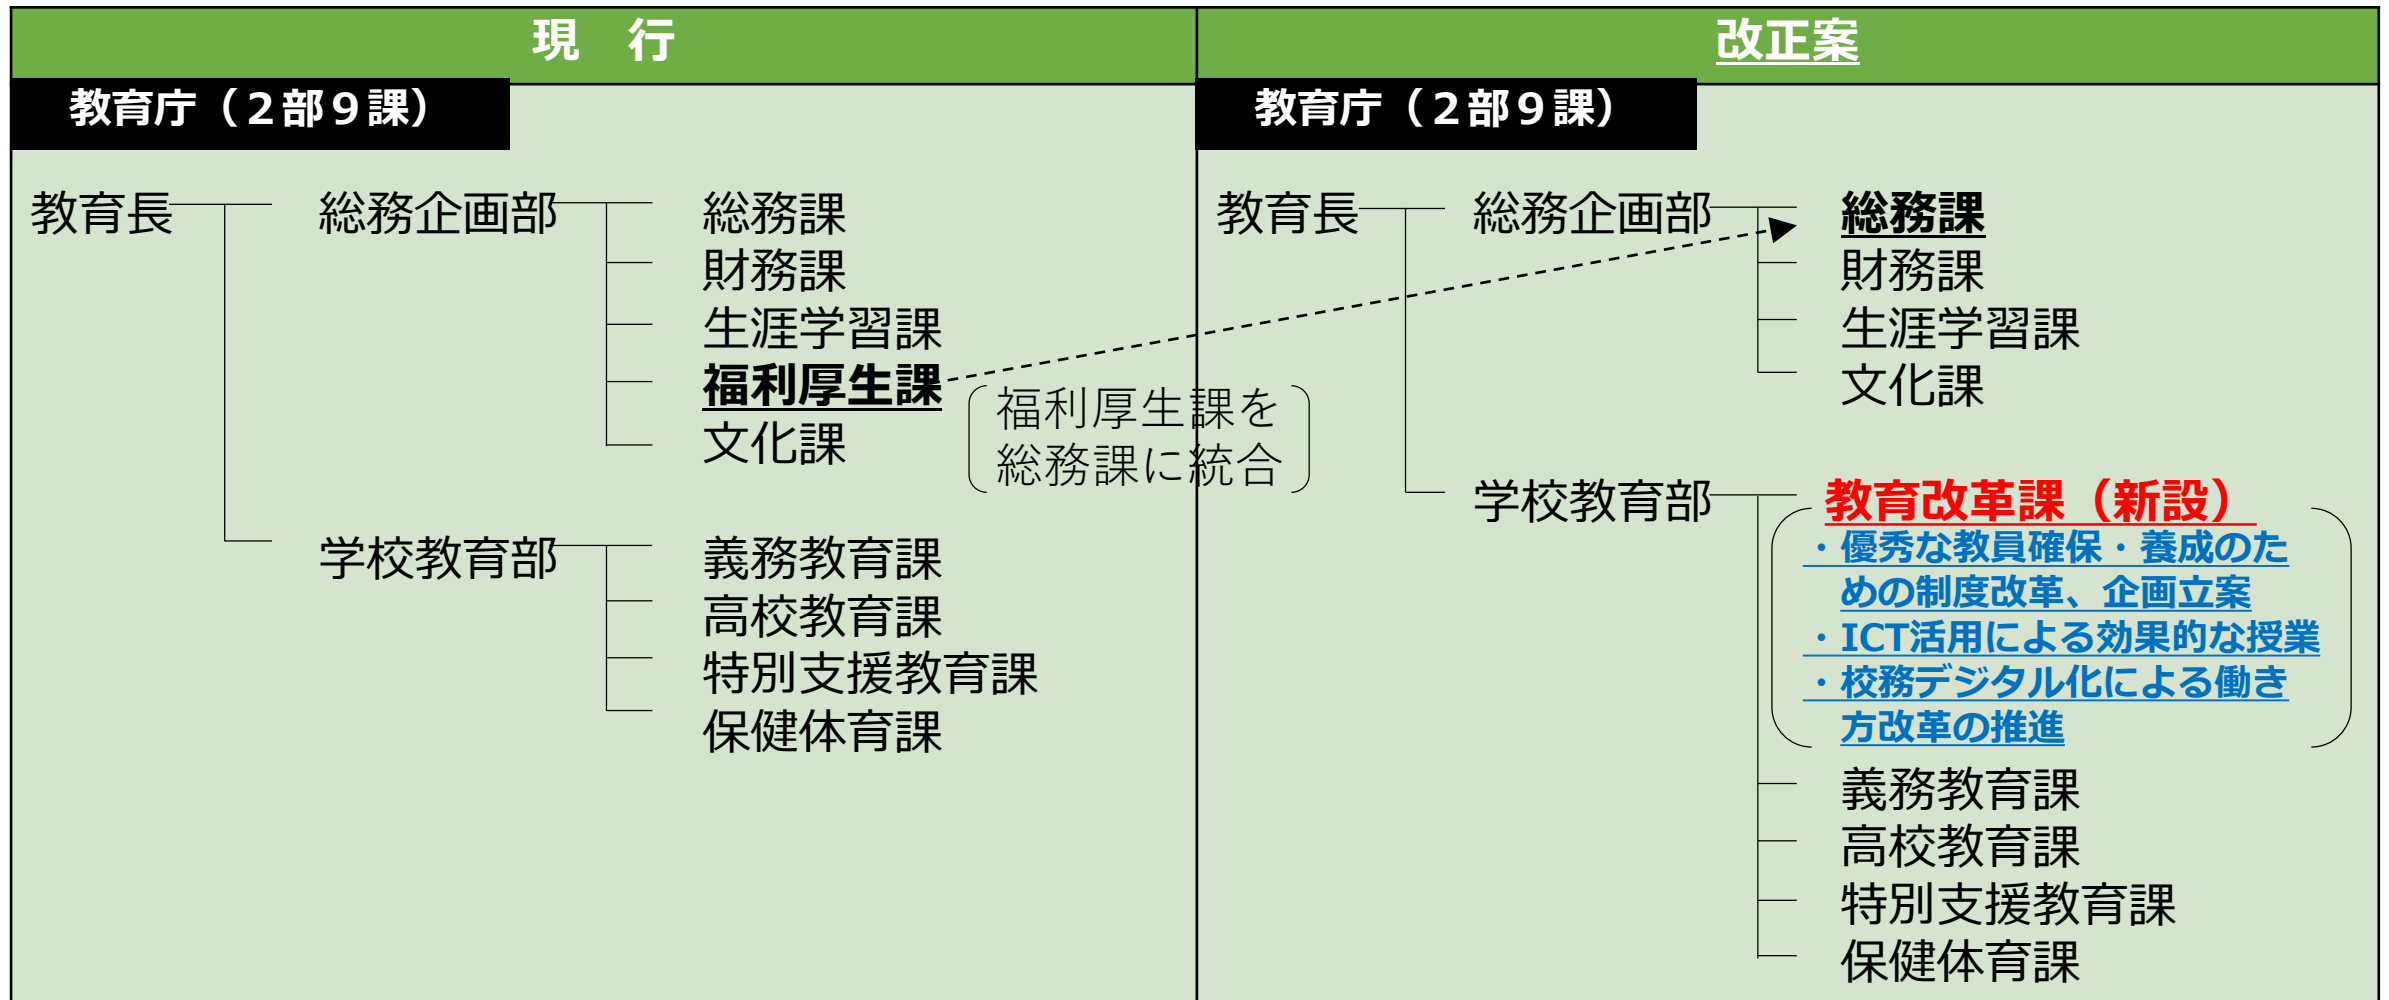 現　行
教育庁（２部９課）
教育長
総務企画部
総務課
財務課
生涯学習課
福利厚生課
文化課
福利厚生課を
総務課に統合
学校教育部
義務教育課
高校教育課
特別支援教育課
保健体育課
改正案
教育庁（２部９課）
教育長
総務企画部
総務課
財務課
生涯学習課
文化課
学校教育部
教育改革課（新設）
・優秀な教員確保・養成のた
めの制度改革、企画立案
・ICT活用による効果的な授業
・校務デジタル化による働き
方改革の推進
義務教育課
高校教育課
特別支援教育課
保健体育課